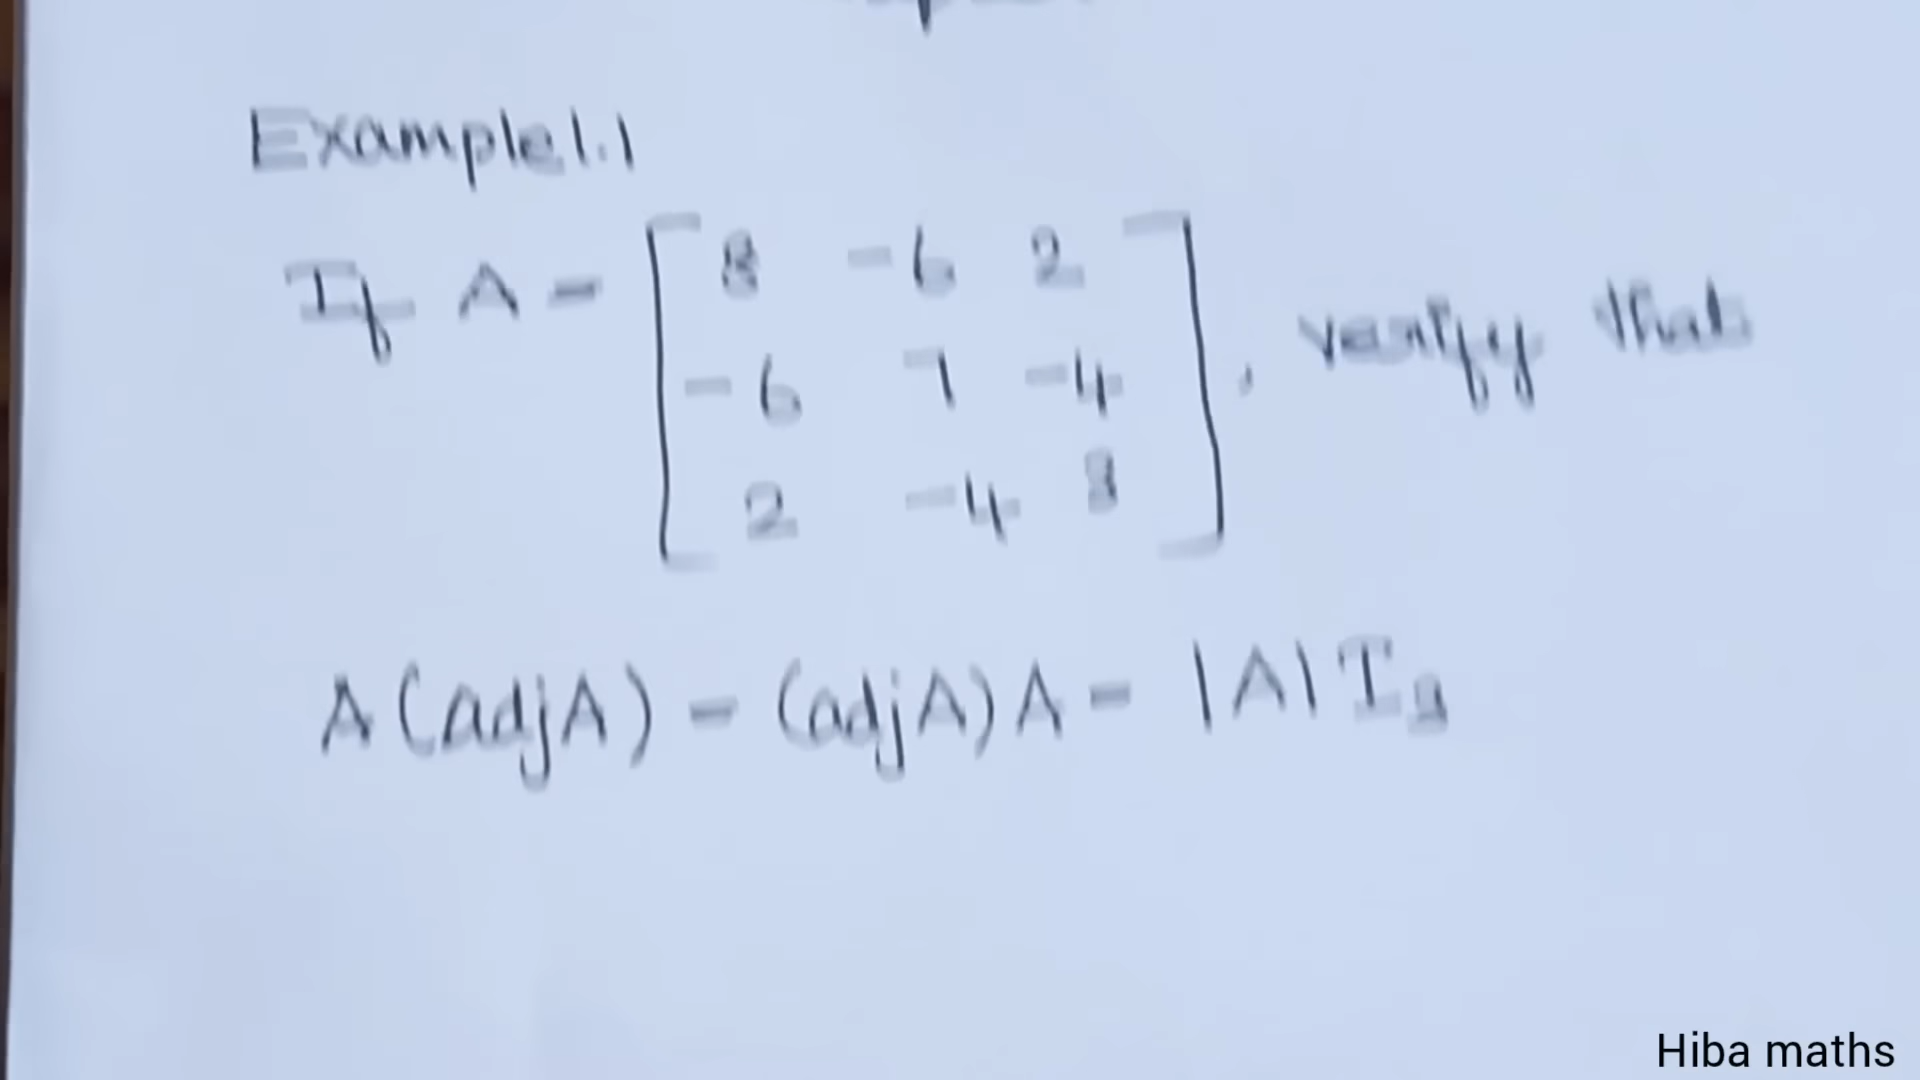 Example 1.1
If A = [ 8 -6 2
-6 7 -4
2 -4 3 ], verify that
A(adjA) = (adjA)A = |A| I3
Hiba maths